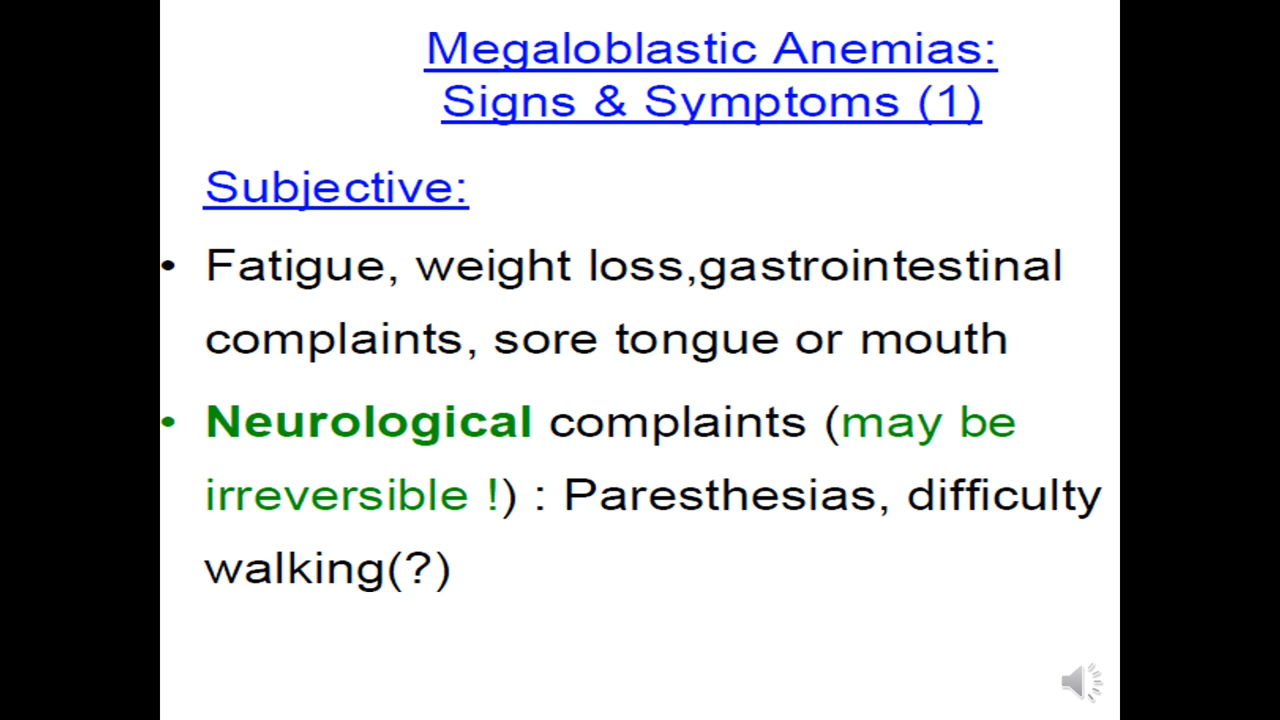 Megaloblastic Anemias:
Signs & Symptoms (1)
Subjective:
• Fatigue, weight loss,gastrointestinal
complaints, sore tongue or mouth
• Neurological complaints (may be
irreversible !) : Paresthesias, difficulty
walking(?)